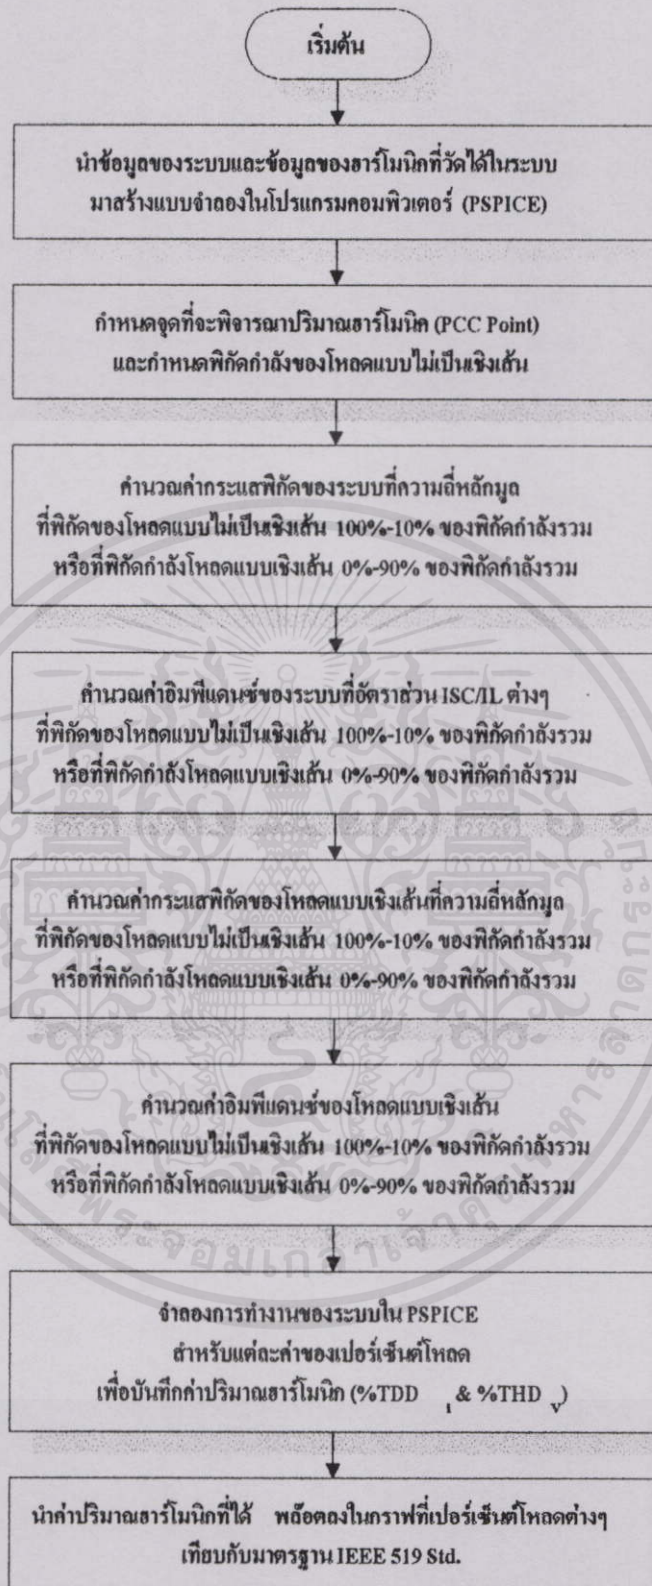 เริ่มต้น
นำข้อมูลของระบบและข้อมูลของฮาร์โมนิกที่วัดได้ในระบบ
มาสร้างแบบจำลองในโปรแกรมคอมพิวเตอร์ (PSPICE)
กำหนดจุดที่จะพิจารณาปริมาณฮาร์โมนิก (PCC Point)
และกำหนดพิกัดกำลังของโหลดแบบไม่เป็นเชิงเส้น
คำนวณค่ากระแสพิกัดของระบบที่ความถี่หลักมูล
ที่พิกัดของโหลดแบบไม่เป็นเชิงเส้น 100%-10% ของพิกัดกำลังรวม
หรือที่พิกัดกำลังโหลดแบบเชิงเส้น 0%-90% ของพิกัดกำลังรวม
คำนวณค่าอิมพีแดนซ์ของระบบที่อัตราส่วน ISC/IL ต่างๆ
ที่พิกัดของโหลดแบบไม่เป็นเชิงเส้น 100%-10% ของพิกัดกำลังรวม
หรือที่พิกัดกำลังโหลดแบบเชิงเส้น 0%-90% ของพิกัดกำลังรวม
คำนวณค่ากระแสพิกัดของโหลดแบบเชิงเส้นที่ความถี่หลักมูล
ที่พิกัดของโหลดแบบไม่เป็นเชิงเส้น 100%-10% ของพิกัดกำลังรวม
หรือที่พิกัดกำลังโหลดแบบเชิงเส้น 0%-90% ของพิกัดกำลังรวม
คำนวณค่าอิมพีแดนซ์ของโหลดแบบเชิงเส้น
ที่พิกัดของโหลดแบบไม่เป็นเชิงเส้น 100%-10% ของพิกัดกำลังรวม
หรือที่พิกัดกำลังโหลดแบบเชิงเส้น 0%-90% ของพิกัดกำลังรวม
จำลองการทำงานของระบบใน PSPICE
สำหรับแต่ละค่าของเปอร์เซ็นต์โหลด
เพื่อบันทึกค่าปริมาณฮาร์โมนิก (%TDD I & %THD V)
นำค่าปริมาณฮาร์โมนิกที่ได้ พล๊อตลงในกราฟที่เปอร์เซ็นต์โหลดต่างๆ
เทียบกับมาตรฐาน IEEE 519 Std.